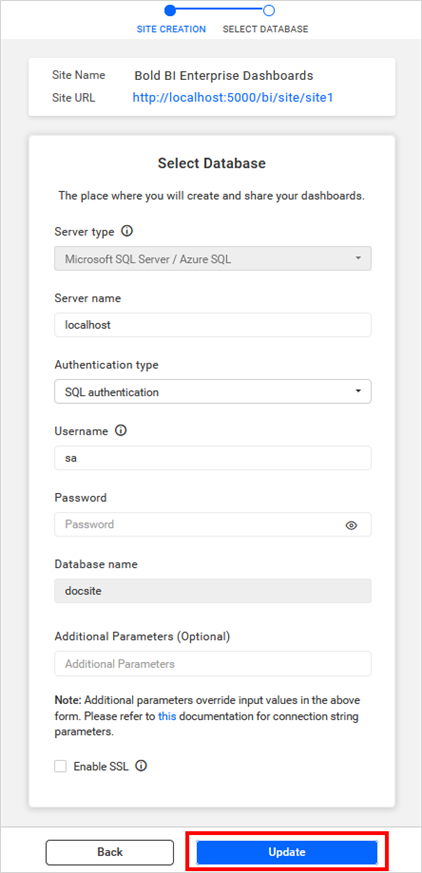 SITE CREATION SELECT DATABASE
Site Name Bold BI Enterprise Dashboards
Site URL http://localhost:5000/bi/site/site1
Select Database
The place where you will create and share your dashboards.
Server type
Microsoft SQL Server / Azure SQL
Server name
localhost
Authentication type
SQL authentication
Username
sa
Password
Password
Database name
docsite
Additional Parameters (Optional)
Additional Parameters
Note: Additional parameters override input values in the above
form. Please refer to this documentation for connection string
parameters.
Enable SSL
Back Update